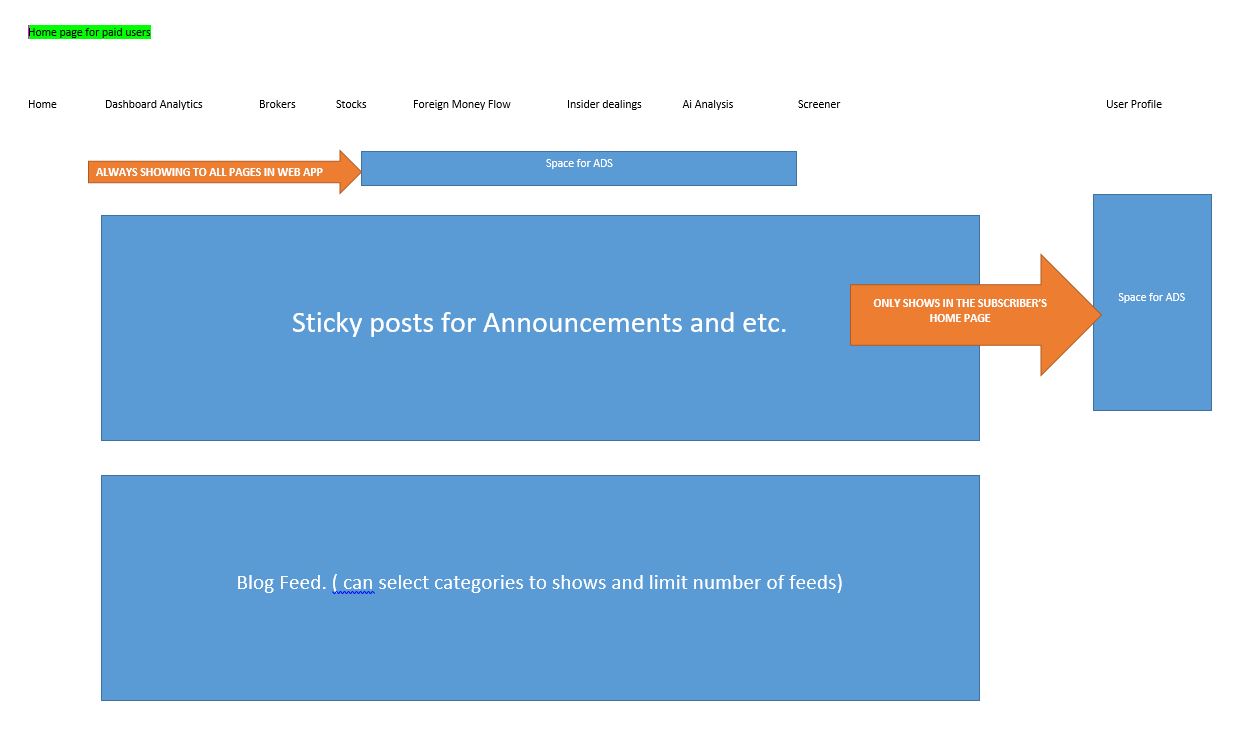 Home page for paid users
Home Dashboard Analytics Brokers Stocks Foreign Money Flow Insider dealings Ai Analysis Screener User Profile
ALWAYS SHOWING TO ALL PAGES IN WEB APP
Space for ADS
Sticky posts for Announcements and etc.
ONLY SHOWS IN THE SUBSCRIBER'S
HOME PAGE
Space for ADS
Blog Feed. ( can select categories to shows and limit number of feeds)